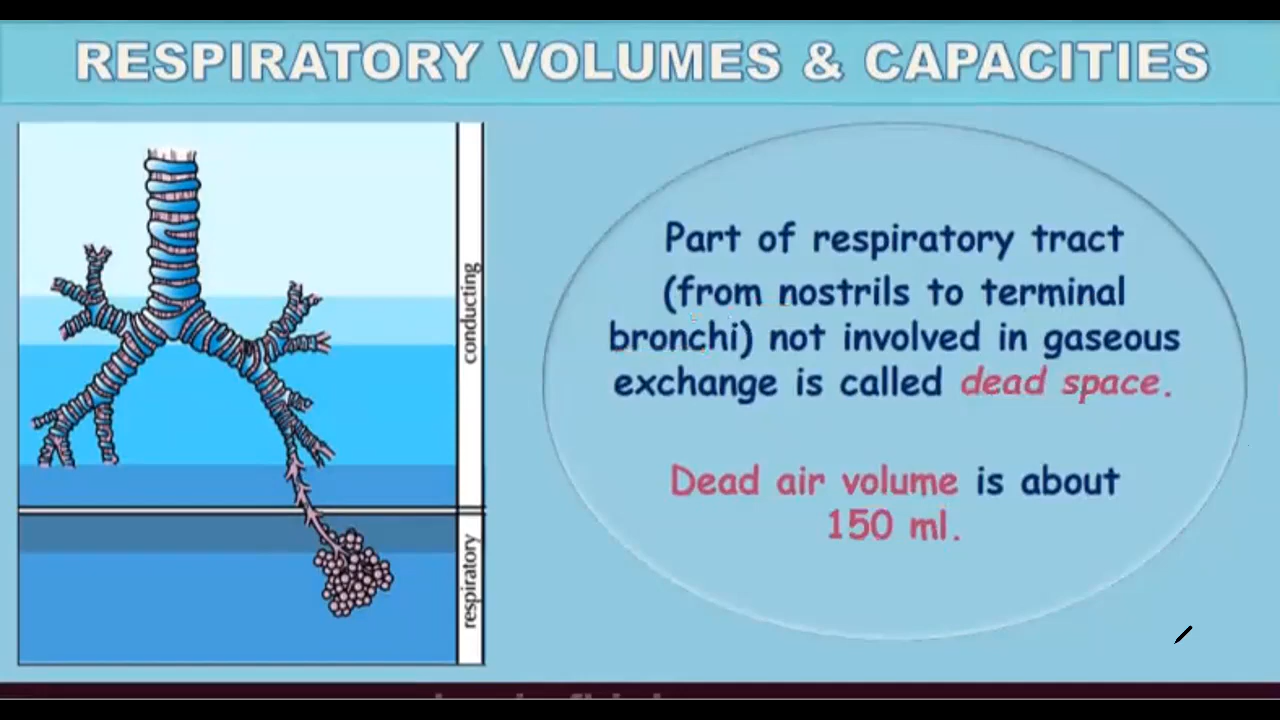 RESPIRATORY VOLUMES & CAPACITIES
conducting
respiratory
Part of respiratory tract
(from nostrils to terminal
bronchi) not involved in gaseous
exchange is called dead space.
Dead air volume is about
150 ml.